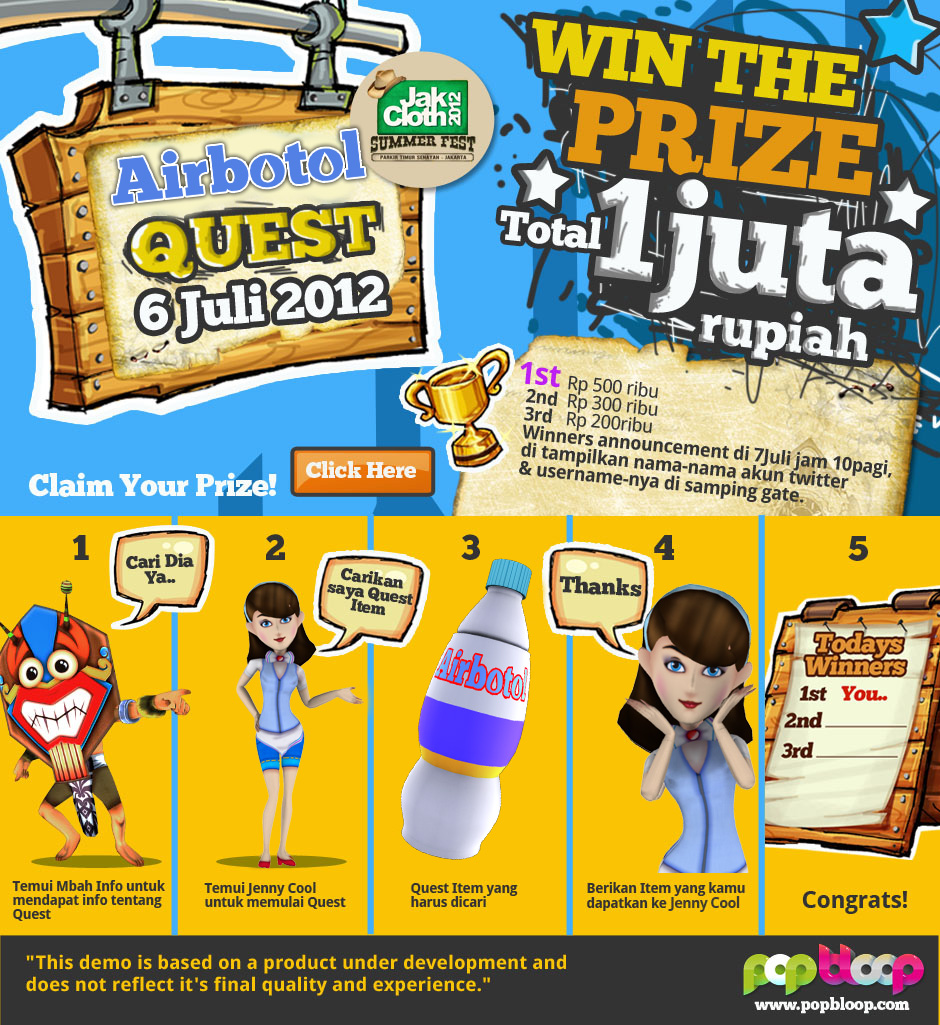 Airbotol
QUEST
6 Juli 2012
Jak
Cloth
2012
SUMMER FEST
PARKIR TIMUR SENAYAN - JAKARTA
WIN THE
PRIZE
Total 1juta
rupiah
1st Rp 500 ribu
2nd Rp 300 ribu
3rd Rp 200ribu
Winners announcement di 7Juli jam 10pagi,
di tampilkan nama-nama akun twitter
& username-nya di samping gate.
Claim Your Prize!
Click Here
1
Cari Dia
Ya..
Temui Mbah Info untuk
mendapat info tentang
Quest
2
Carikan
saya Quest
Item
Temui Jenny Cool
untuk memulai Quest
3
Airbotol
Quest Item yang
harus dicari
4
Thanks
Berikan Item yang kamu
dapatkan ke Jenny Cool
5
Todays
Winners
1st You..
2nd
3rd
Congrats!
"This demo is based on a product under development and
does not reflect it's final quality and experience."
popbloop
www.popbloop.com